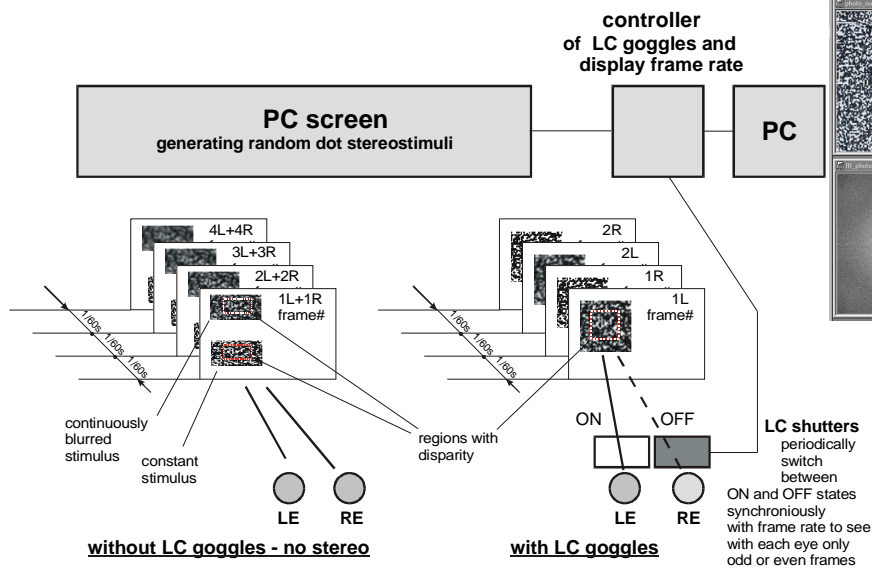 controller
of LC goggles and
display frame rate
PC screen
generating random dot stereostimuli
PC
4L+4R
3L+3R
2L+2R
1L+1R
frame#
1/60s 1/60s 1/60s
continuously
blurred
stimulus
constant
stimulus
regions with
disparity
LE RE
without LC goggles - no stereo
2R
2L
1R
1L
frame#
1/60s 1/60s 1/60s
ON OFF
LE RE
with LC goggles
LC shutters
periodically
switch
between
ON and OFF states
synchroniously
with frame rate to see
with each eye only
odd or even frames